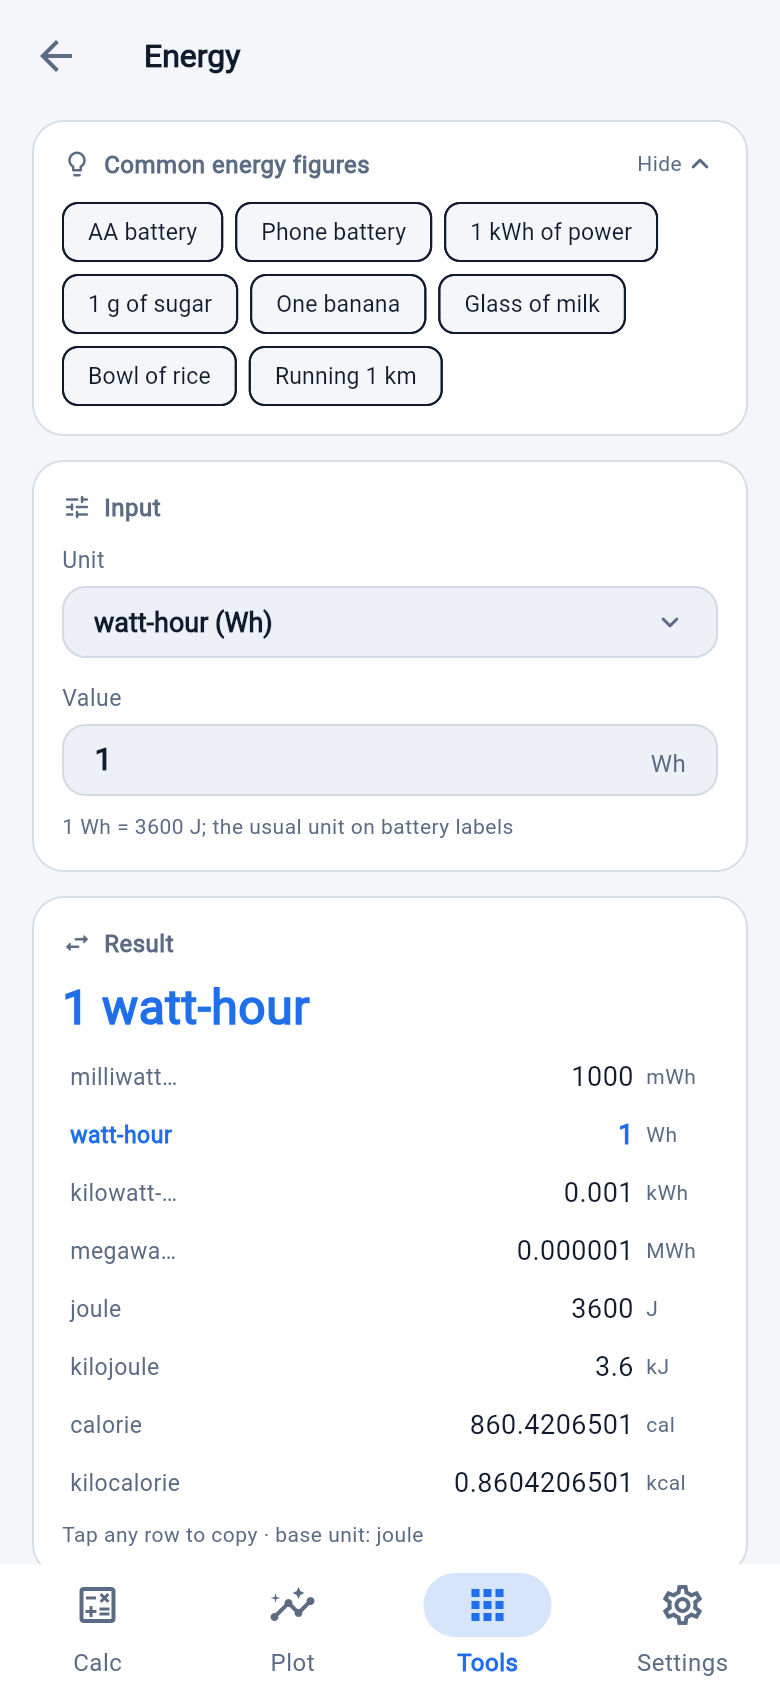 Energy
Common energy figures Hide
AA battery Phone battery 1 kWh of power
1 g of sugar One banana Glass of milk
Bowl of rice Running 1 km
Input
Unit
watt-hour (Wh)
Value
1 Wh
1 Wh = 3600 J; the usual unit on battery labels
Result
1 watt-hour
milliwatt... 1000 mWh
watt-hour 1 Wh
kilowatt-... 0.001 kWh
megawa... 0.000001 MWh
joule 3600 J
kilojoule 3.6 kJ
calorie 860.4206501 cal
kilocalorie 0.8604206501 kcal
Tap any row to copy · base unit: joule
Calc Plot Tools Settings